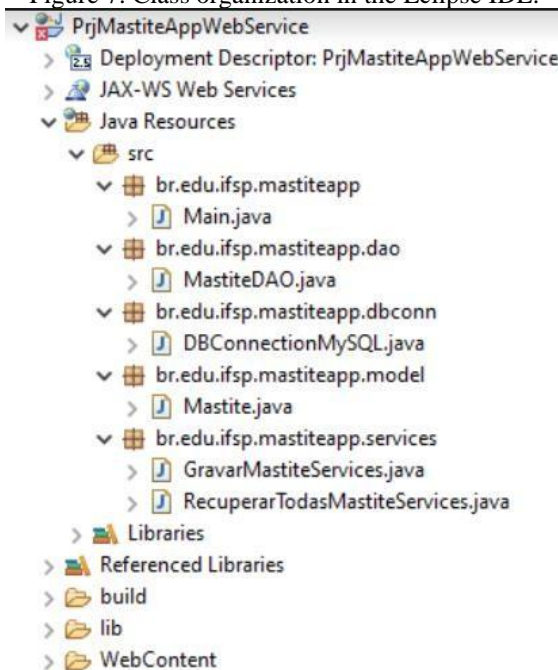 Figure 7. Class organization in the Eclipse IDE.
PrjMastiteAppWebService
Deployment Descriptor: PrjMastiteAppWebService
2.5
JAX-WS Web Services
Java Resources
src
br.edu.ifsp.mastiteapp
J Main.java
br.edu.ifsp.mastiteapp.dao
J MastiteDAO.java
br.edu.ifsp.mastiteapp.dbconn
J DBConnectionMySQL.java
br.edu.ifsp.mastiteapp.model
J Mastite.java
br.edu.ifsp.mastiteapp.services
J GravarMastiteServices.java
J RecuperarTodasMastiteServices.java
Libraries
Referenced Libraries
build
lib
WebContent